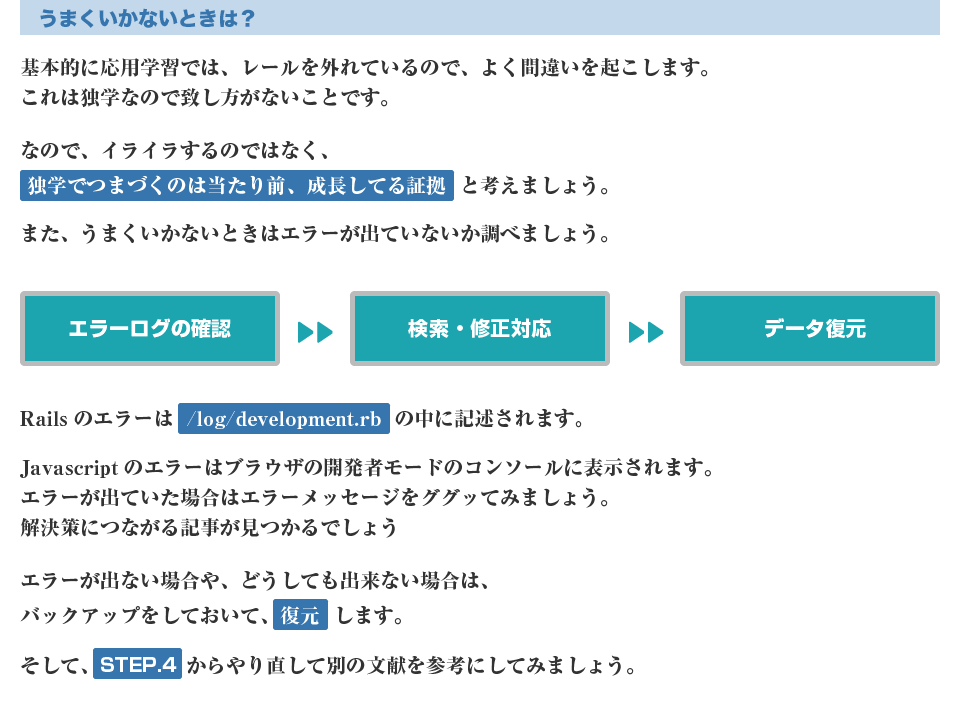 うまくいかないときは？
基本的に応用学習では、レールを外れているので、よく間違いを起こします。
これは独学なので致し方がないことです。
なので、イライラするのではなく、
独学でつまづくのは当たり前、成長してる証拠 と考えましょう。
また、うまくいかないときはエラーが出ていないか調べましょう。
エラーログの確認 検索・修正対応 データ復元
Rails のエラーは /log/development.rb の中に記述されます。
Javascript のエラーはブラウザの開発者モードのコンソールに表示されます。
エラーが出ていた場合はエラーメッセージをググッてみましょう。
解決策につながる記事が見つかるでしょう
エラーが出ない場合や、どうしても出来ない場合は、
バックアップをしておいて、復元 します。
そして、STEP.4 からやり直して別の文献を参考にしてみましょう。